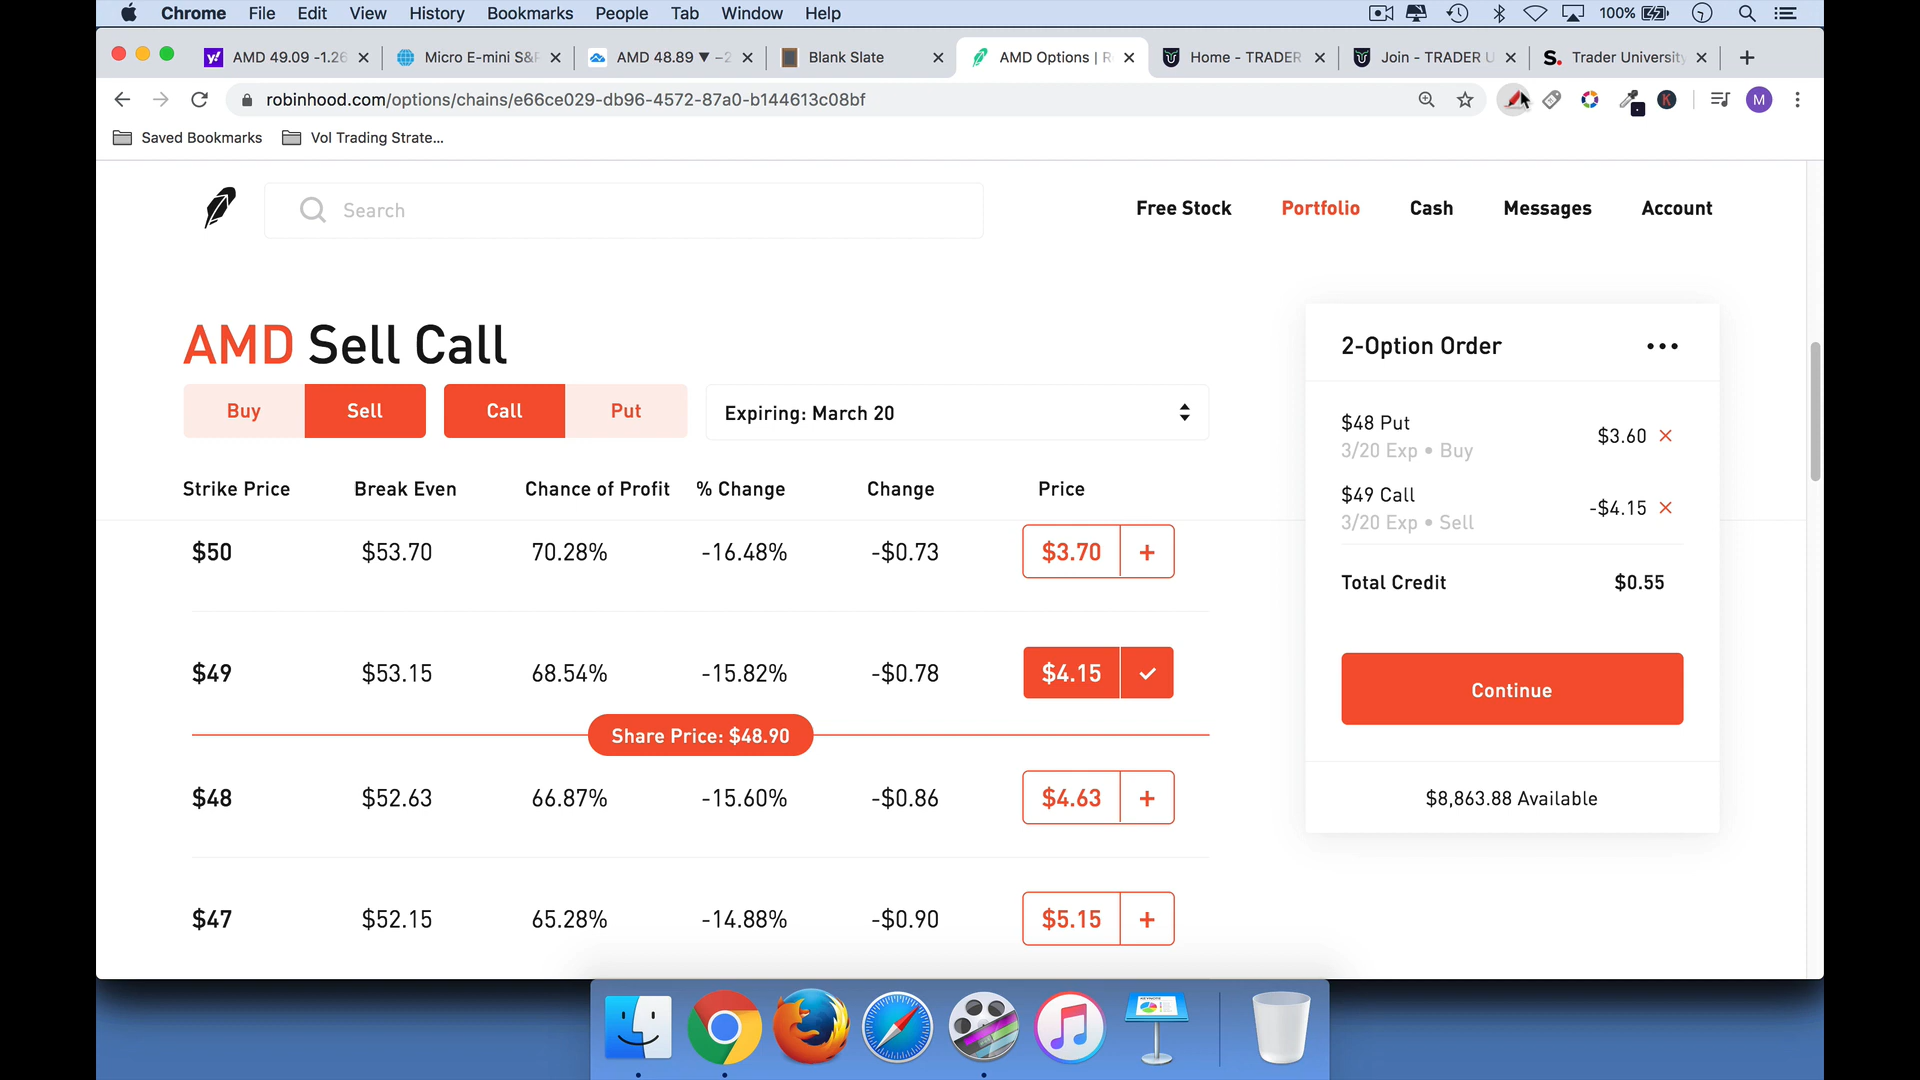 Chrome File Edit View History Bookmarks People Tab Window Help 100%
AMD 49.09 -1.26 Micro E-mini S&P AMD 48.89 ▼ -2 Blank Slate AMD Options | R Home - TRADER Join - TRADER U S. Trader University
robinhood.com/options/chains/e66ce029-db96-4572-87a0-b144613c08bf K M
Saved Bookmarks Vol Trading Strate...
Search Free Stock Portfolio Cash Messages Account
AMD Sell Call
Buy Sell Call Put Expiring: March 20
Strike Price Break Even Chance of Profit % Change Change Price
$50 $53.70 70.28% -16.48% -$0.73 $3.70 +
$49 $53.15 68.54% -15.82% -$0.78 $4.15
Share Price: $48.90
$48 $52.63 66.87% -15.60% -$0.86 $4.63 +
$47 $52.15 65.28% -14.88% -$0.90 $5.15 +
2-Option Order
$48 Put $3.60
3/20 Exp • Buy
$49 Call -$4.15
3/20 Exp • Sell
Total Credit $0.55
Continue
$8,863.88 Available